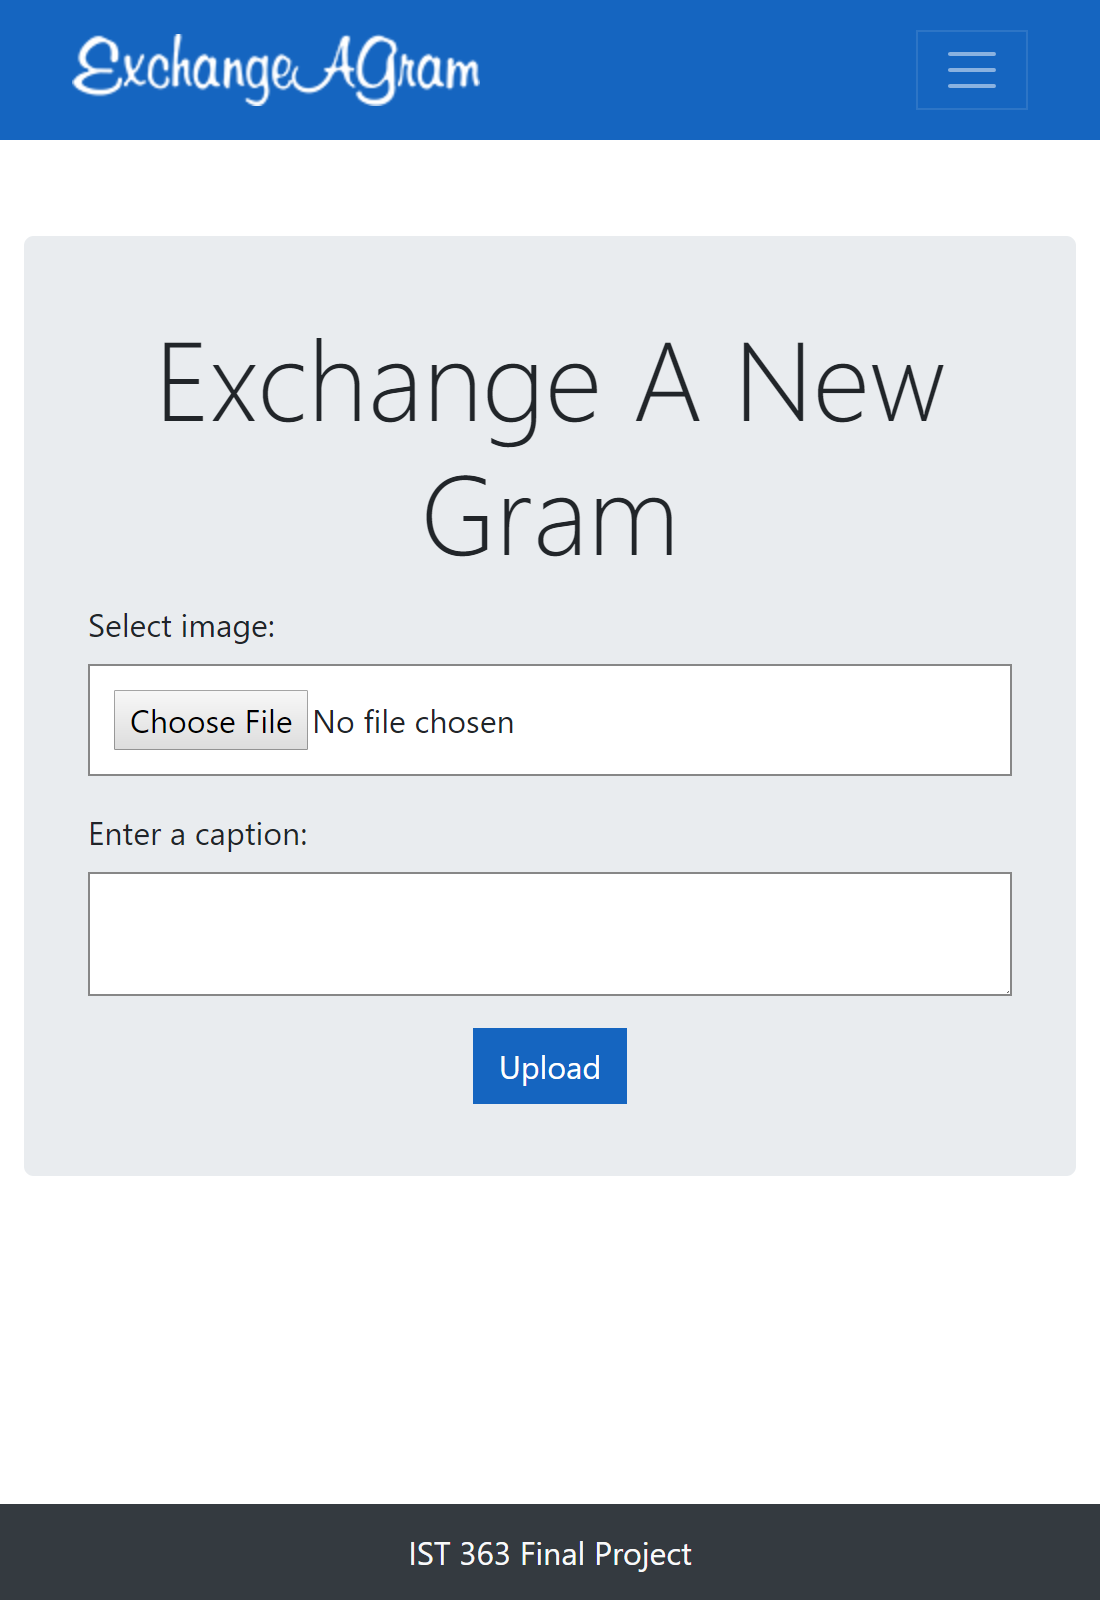 ExchangeAGram
Exchange A New
Gram
Select image:
Choose File No file chosen
Enter a caption:
Upload
IST 363 Final Project